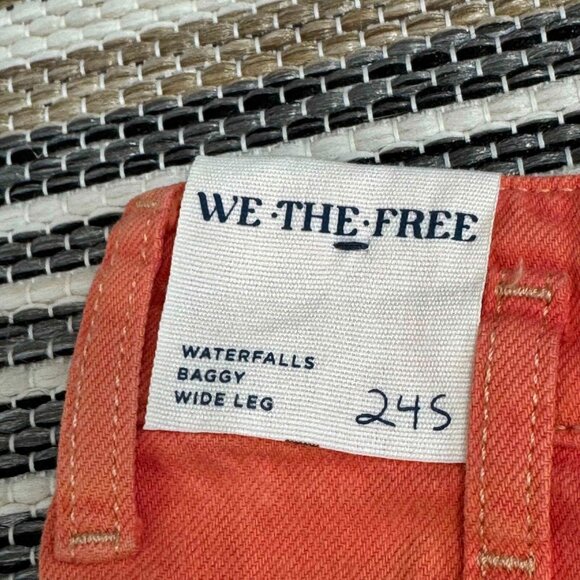 WE·THE·FREE
WATERFALLS
BAGGY
WIDE LEG
24S